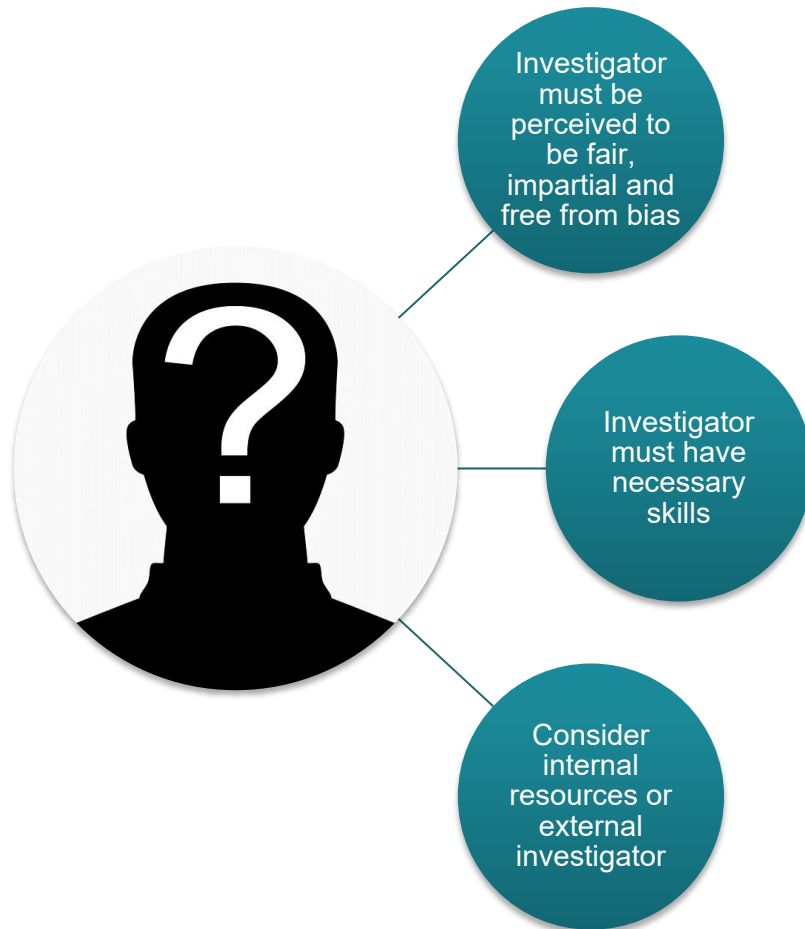 Investigator
must be
perceived to
be fair,
impartial and
free from bias
?
Investigator
must have
necessary
skills
Consider
internal
resources or
external
investigator